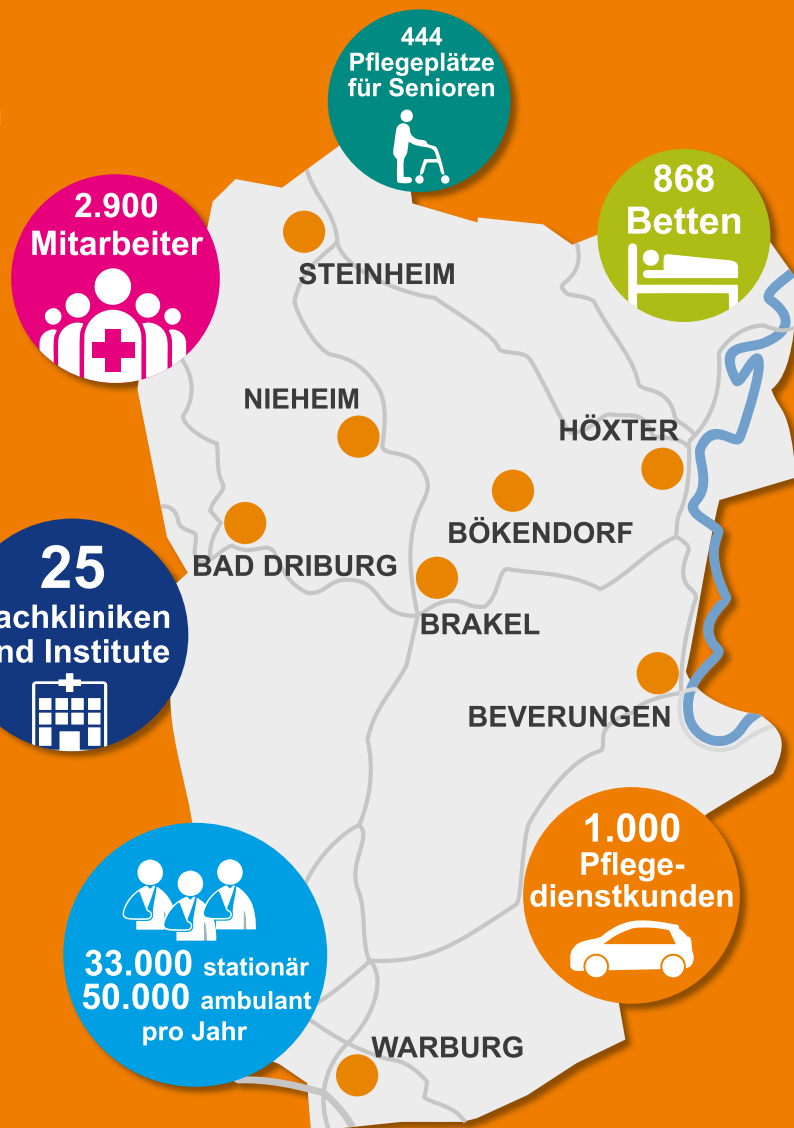 444
Pflegeplätze
für Senioren
868
Betten
2.900
Mitarbeiter
STEINHEIM
NIEHEIM
HÖXTER
BÖKENDORF
BAD DRIBURG
25
achkliniken
nd Institute
BRAKEL
BEVERUNGEN
1.000
Pflege-
dienstkunden
33.000 stationär
50.000 ambulant
pro Jahr
WARBURG